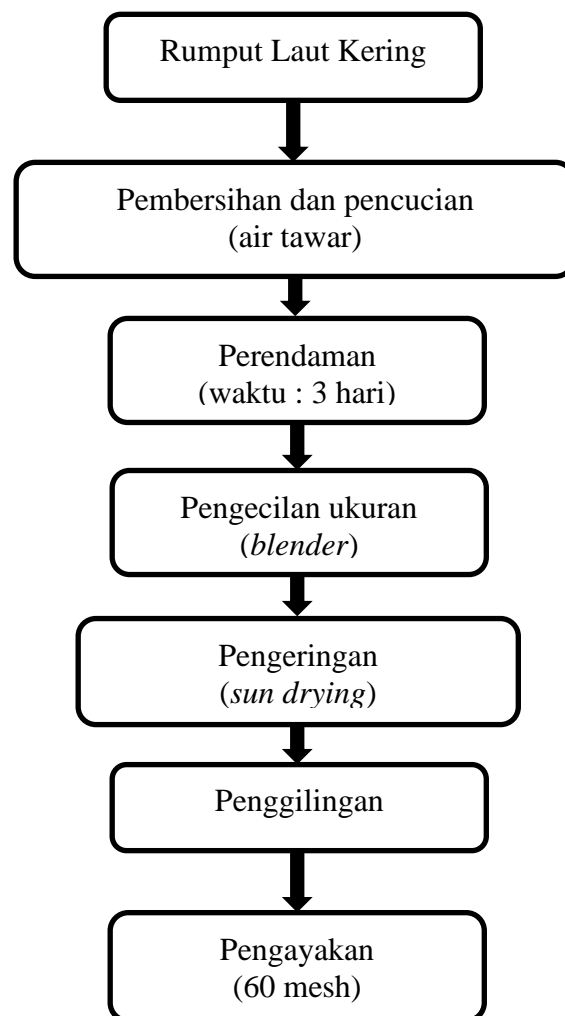 Rumput Laut Kering
Pembersihan dan pencucian
(air tawar)
Perendaman
(waktu : 3 hari)
Pengecilan ukuran
(blender)
Pengeringan
(sun drying)
Penggilingan
Pengayakan
(60 mesh)